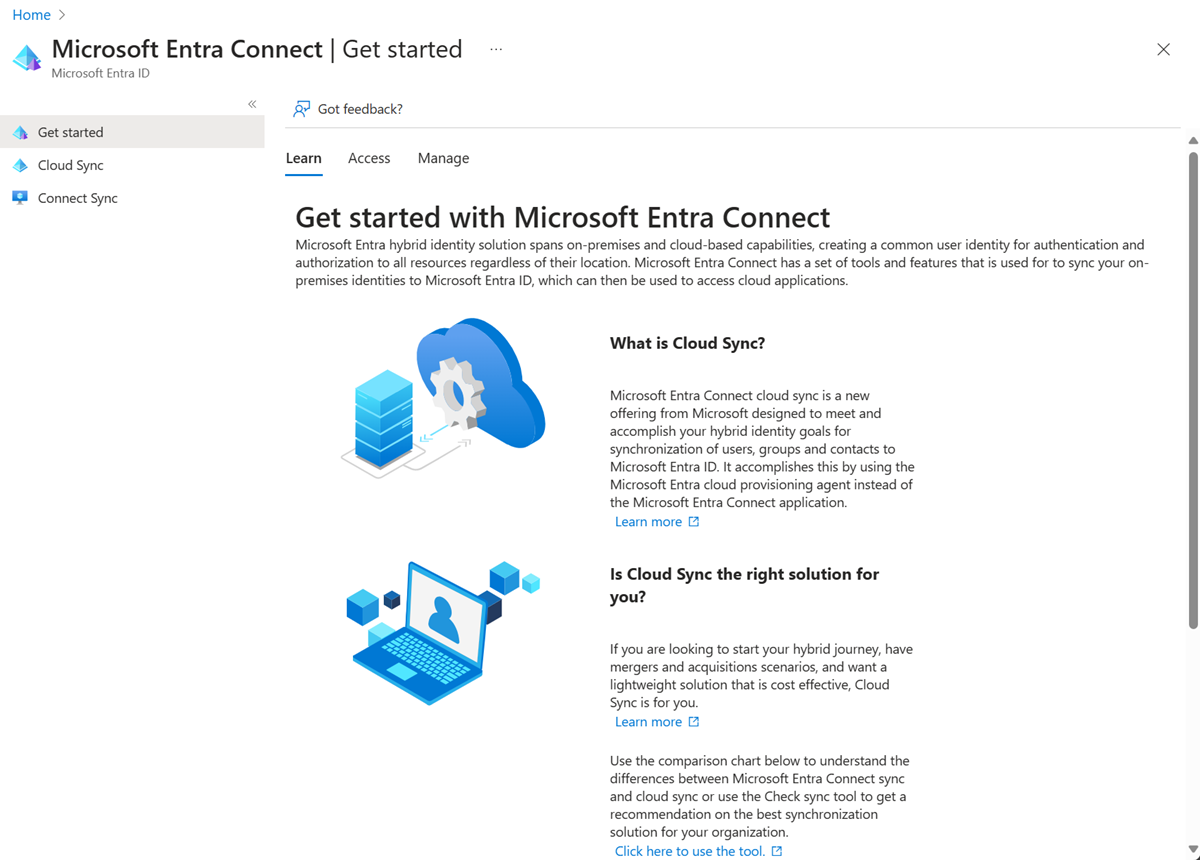 Home
Microsoft Entra Connect | Get started ...
Microsoft Entra ID
Got feedback?
Get started
Cloud Sync
Connect Sync
Learn Access Manage
Get started with Microsoft Entra Connect
Microsoft Entra hybrid identity solution spans on-premises and cloud-based capabilities, creating a common user identity for authentication and
authorization to all resources regardless of their location. Microsoft Entra Connect has a set of tools and features that is used for to sync your on-
premises identities to Microsoft Entra ID, which can then be used to access cloud applications.
What is Cloud Sync?
Microsoft Entra Connect cloud sync is a new
offering from Microsoft designed to meet and
accomplish your hybrid identity goals for
synchronization of users, groups and contacts to
Microsoft Entra ID. It accomplishes this by using the
Microsoft Entra cloud provisioning agent instead of
the Microsoft Entra Connect application.
Learn more
Is Cloud Sync the right solution for
you?
If you are looking to start your hybrid journey, have
mergers and acquisitions scenarios, and want a
lightweight solution that is cost effective, Cloud
Sync is for you.
Learn more
Use the comparison chart below to understand the
differences between Microsoft Entra Connect sync
and cloud sync or use the Check sync tool to get a
recommendation on the best synchronization
solution for your organization.
Click here to use the tool.